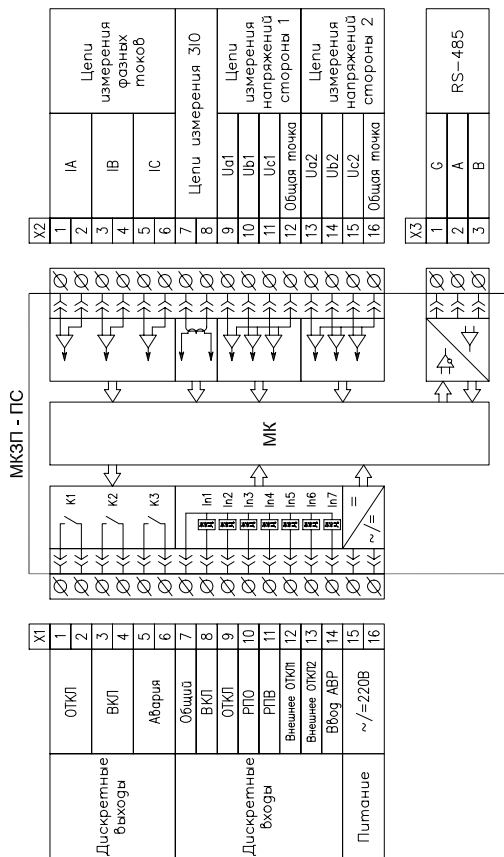 МКЗП - ПС
X1
Дискретные
выходы
ОТКЛ
1
2
ВКЛ
3
4
Авария
5
6
Дискретные
входы
Общий
7
ВКЛ
8
ОТКЛ
9
РПО
10
РПВ
11
Внешнее ОТКЛ1
12
Внешнее ОТКЛ2
13
Ввод АВР
14
Питание
~/=220В
15
16
K1
K2
K3
In1
In2
In3
In4
In5
In6
In7
~/=
=
МК
X2
1
2
IA
3
4
IB
5
6
IC
Цепи
измерения
фазных
токов
7
8
Цепи измерения 3I0
9
Ua1
10
Ub1
11
Uc1
12
Общая точка
Цепи
измерения
напряжений
стороны 1
13
Ua2
14
Ub2
15
Uc2
16
Общая точка
Цепи
измерения
напряжений
стороны 2
X3
1
G
2
A
3
B
RS-485